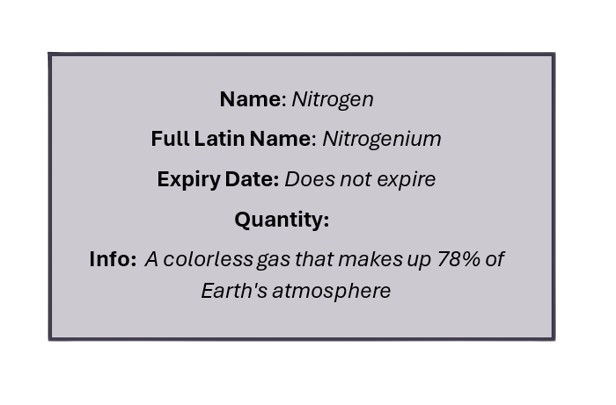 Name: Nitrogen
Full Latin Name: Nitrogenium
Expiry Date: Does not expire
Quantity:
Info: A colorless gas that makes up 78% of
Earth's atmosphere